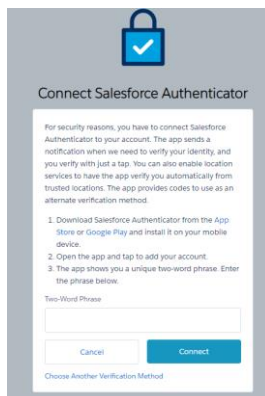 Connect Salesforce Authenticator
For security reasons, you have to connect Salesforce
Authenticator to your account. The app sends a
notification when we need to verify your identity, and
you verify with just a tap. You can also enable location
services to have the app verify you automatically from
trusted locations. The app provides codes to use as an
alternate verification method.
1. Download Salesforce Authenticator from the App
Store or Google Play and install it on your mobile
device.
2. Open the app and tap to add your account.
3. The app shows you a unique two-word phrase. Enter
the phrase below.
Two-Word Phrase
Cancel Connect
Choose Another Verification Method